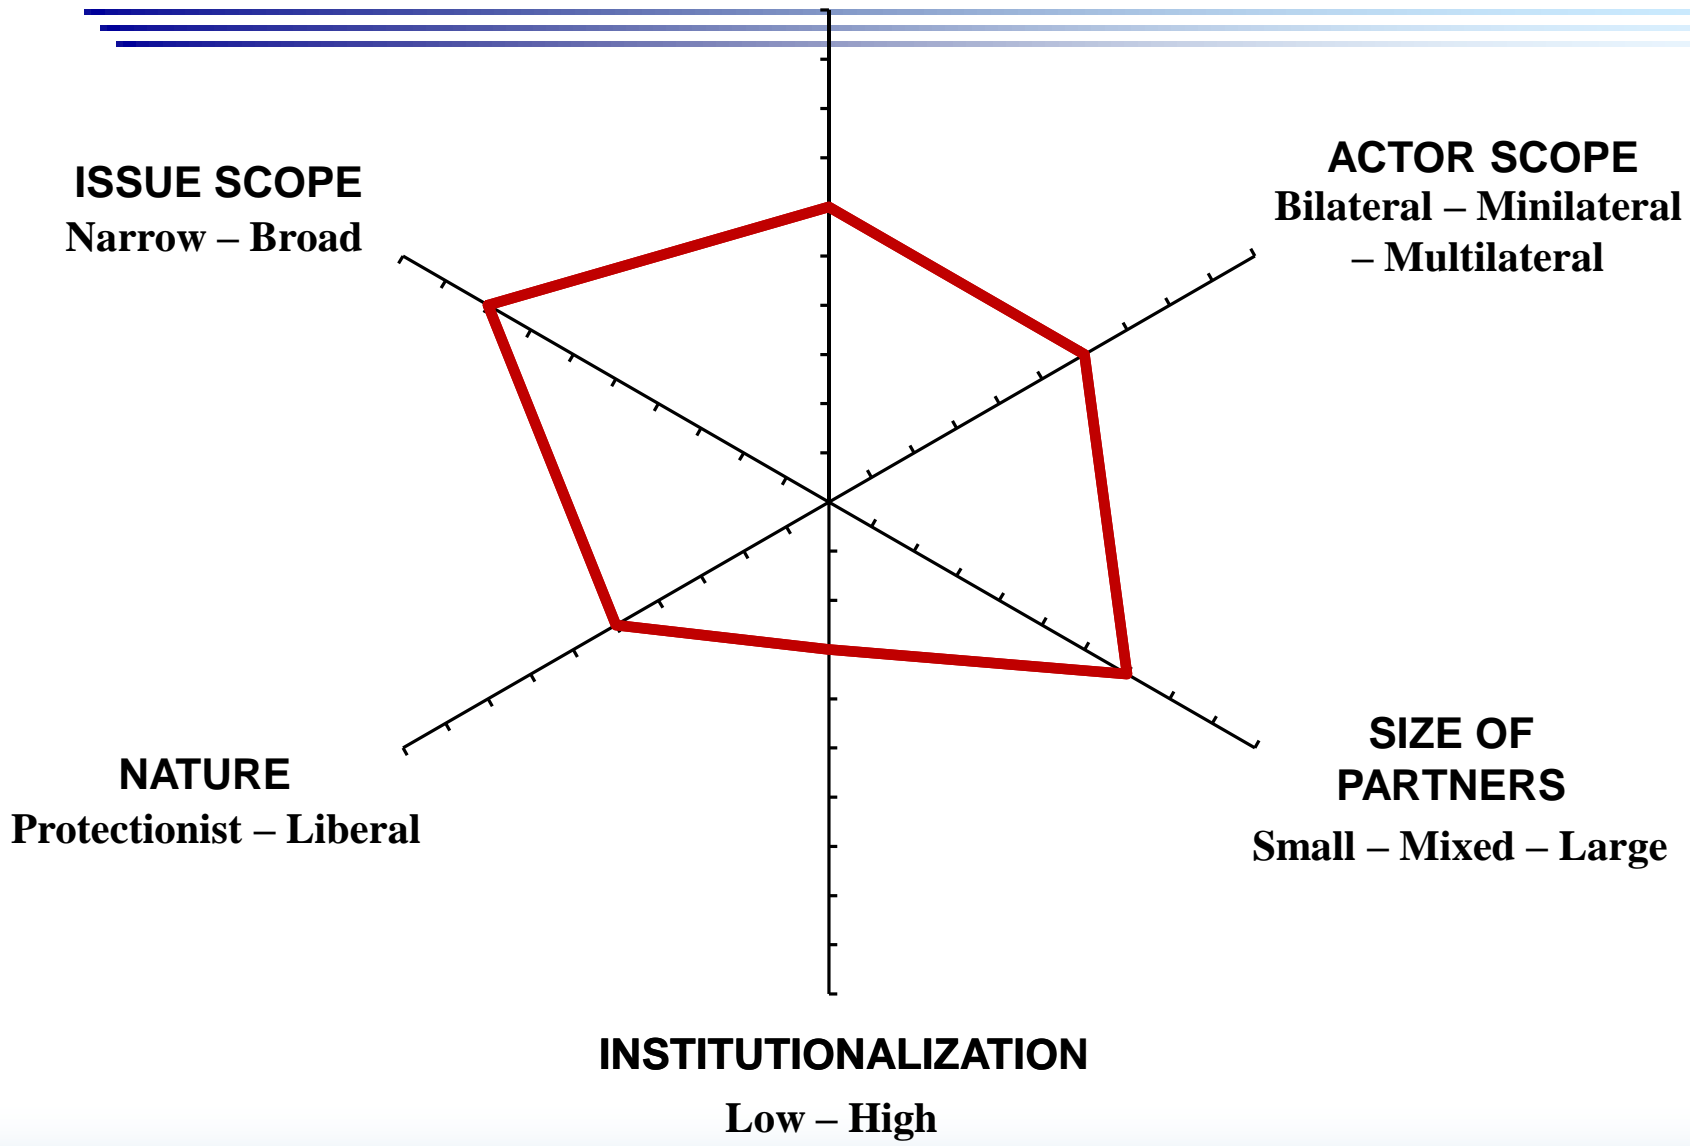 ISSUE SCOPE
Narrow – Broad
ACTOR SCOPE
Bilateral – Minilateral
– Multilateral
NATURE
Protectionist – Liberal
SIZE OF
PARTNERS
Small – Mixed – Large
INSTITUTIONALIZATION
Low – High